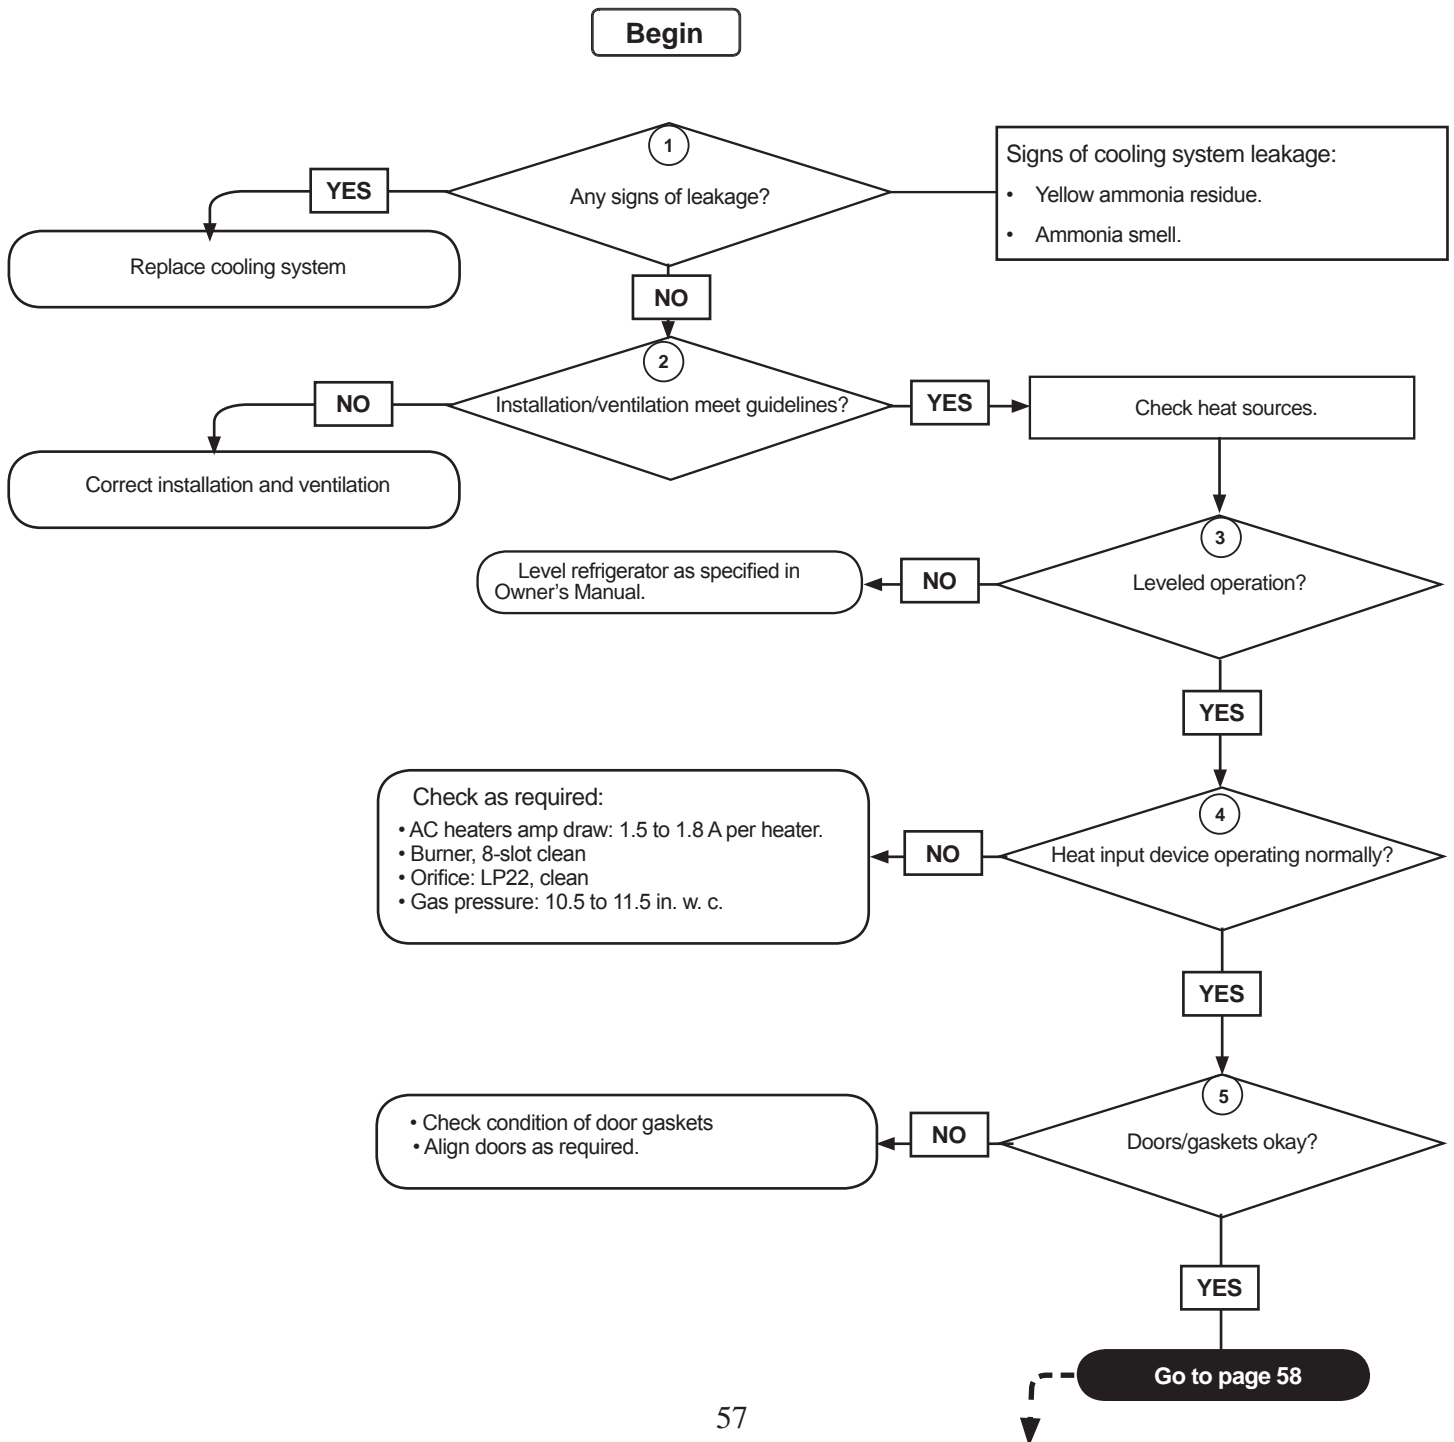 Begin
1
Any signs of leakage?
YES
Replace cooling system
Signs of cooling system leakage:
• Yellow ammonia residue.
• Ammonia smell.
NO
2
Installation/ventilation meet guidelines?
NO
Correct installation and ventilation
YES
Check heat sources.
3
Leveled operation?
NO
Level refrigerator as specified in
Owner's Manual.
YES
4
Heat input device operating normally?
NO
Check as required:
• AC heaters amp draw: 1.5 to 1.8 A per heater.
• Burner, 8-slot clean
• Orifice: LP22, clean
• Gas pressure: 10.5 to 11.5 in. w. c.
YES
5
Doors/gaskets okay?
NO
• Check condition of door gaskets
• Align doors as required.
YES
Go to page 58
57